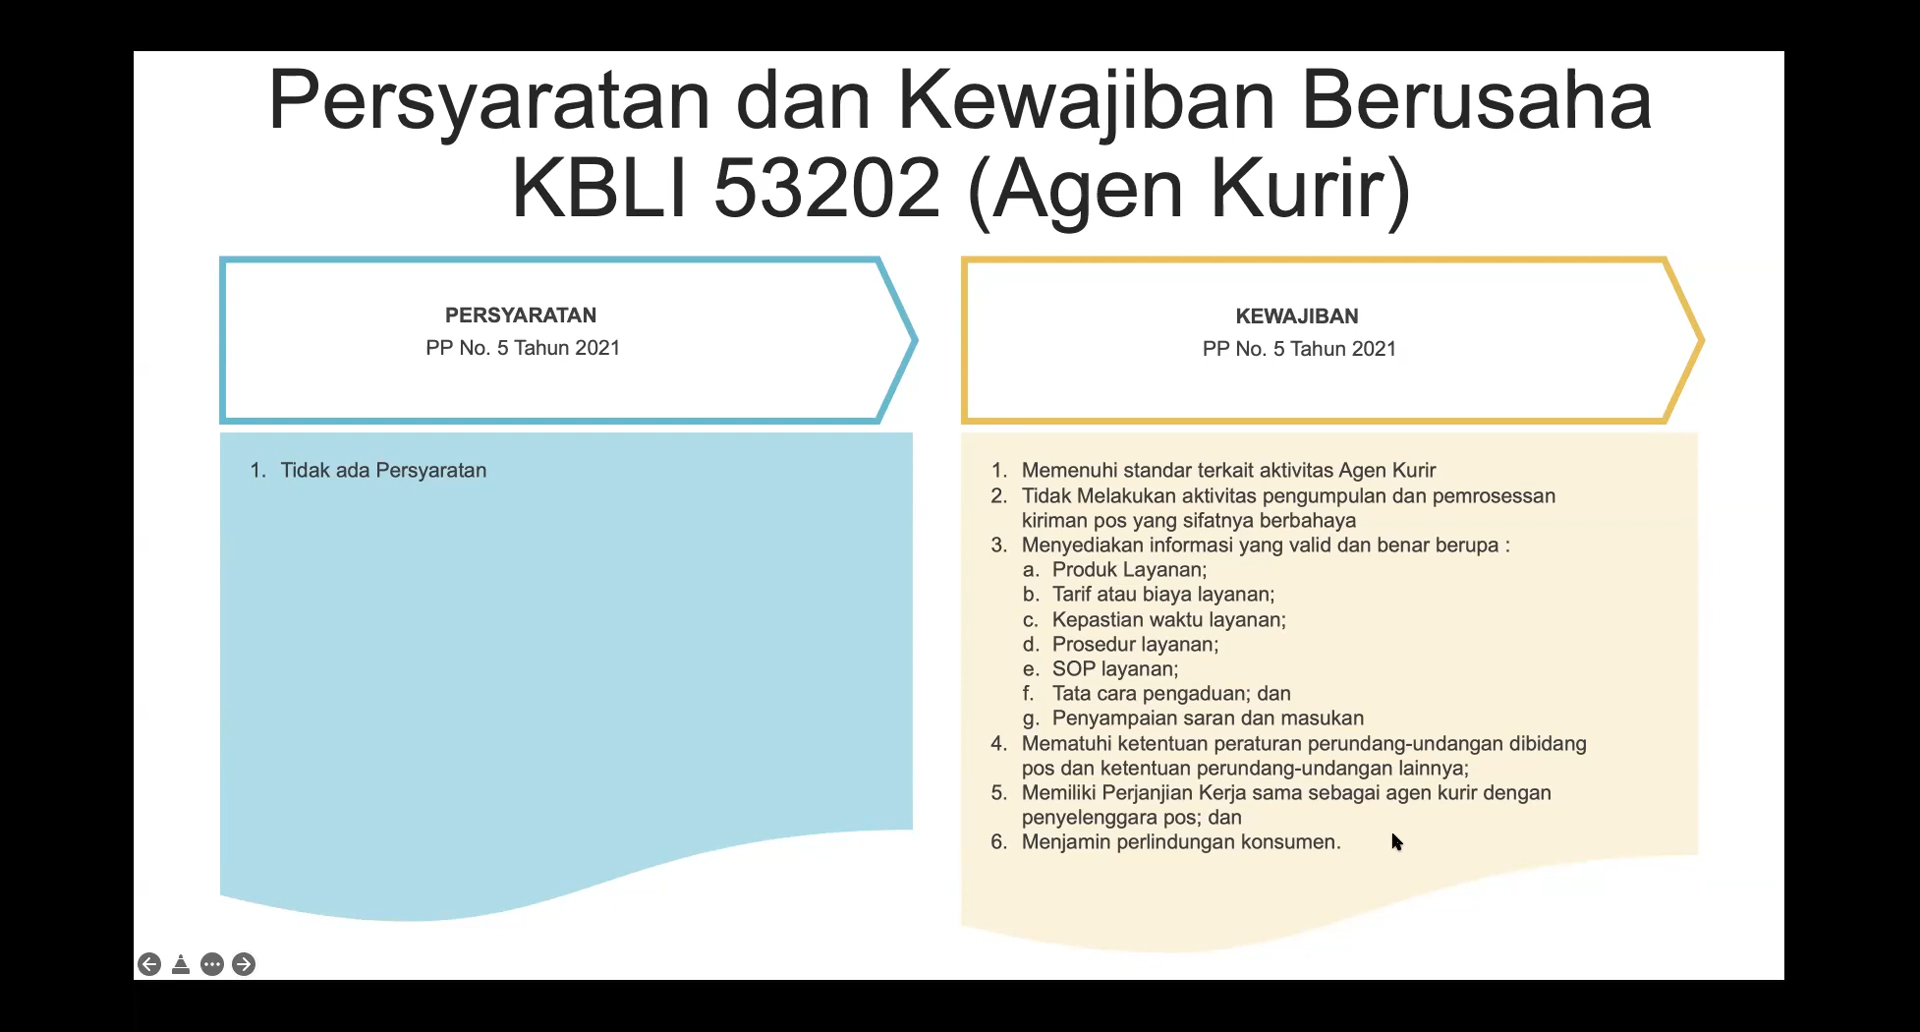 Persyaratan dan Kewajiban Berusaha
KBLI 53202 (Agen Kurir)
PERSYARATAN
PP No. 5 Tahun 2021
1. Tidak ada Persyaratan
KEWAJIBAN
PP No. 5 Tahun 2021
1. Memenuhi standar terkait aktivitas Agen Kurir
2. Tidak Melakukan aktivitas pengumpulan dan pemrosessan
kiriman pos yang sifatnya berbahaya
3. Menyediakan informasi yang valid dan benar berupa :
a. Produk Layanan;
b. Tarif atau biaya layanan;
c. Kepastian waktu layanan;
d. Prosedur layanan;
e. SOP layanan;
f. Tata cara pengaduan; dan
g. Penyampaian saran dan masukan
4. Mematuhi ketentuan peraturan perundang-undangan dibidang
pos dan ketentuan perundang-undangan lainnya;
5. Memiliki Perjanjian Kerja sama sebagai agen kurir dengan
penyelenggara pos; dan
6. Menjamin perlindungan konsumen.